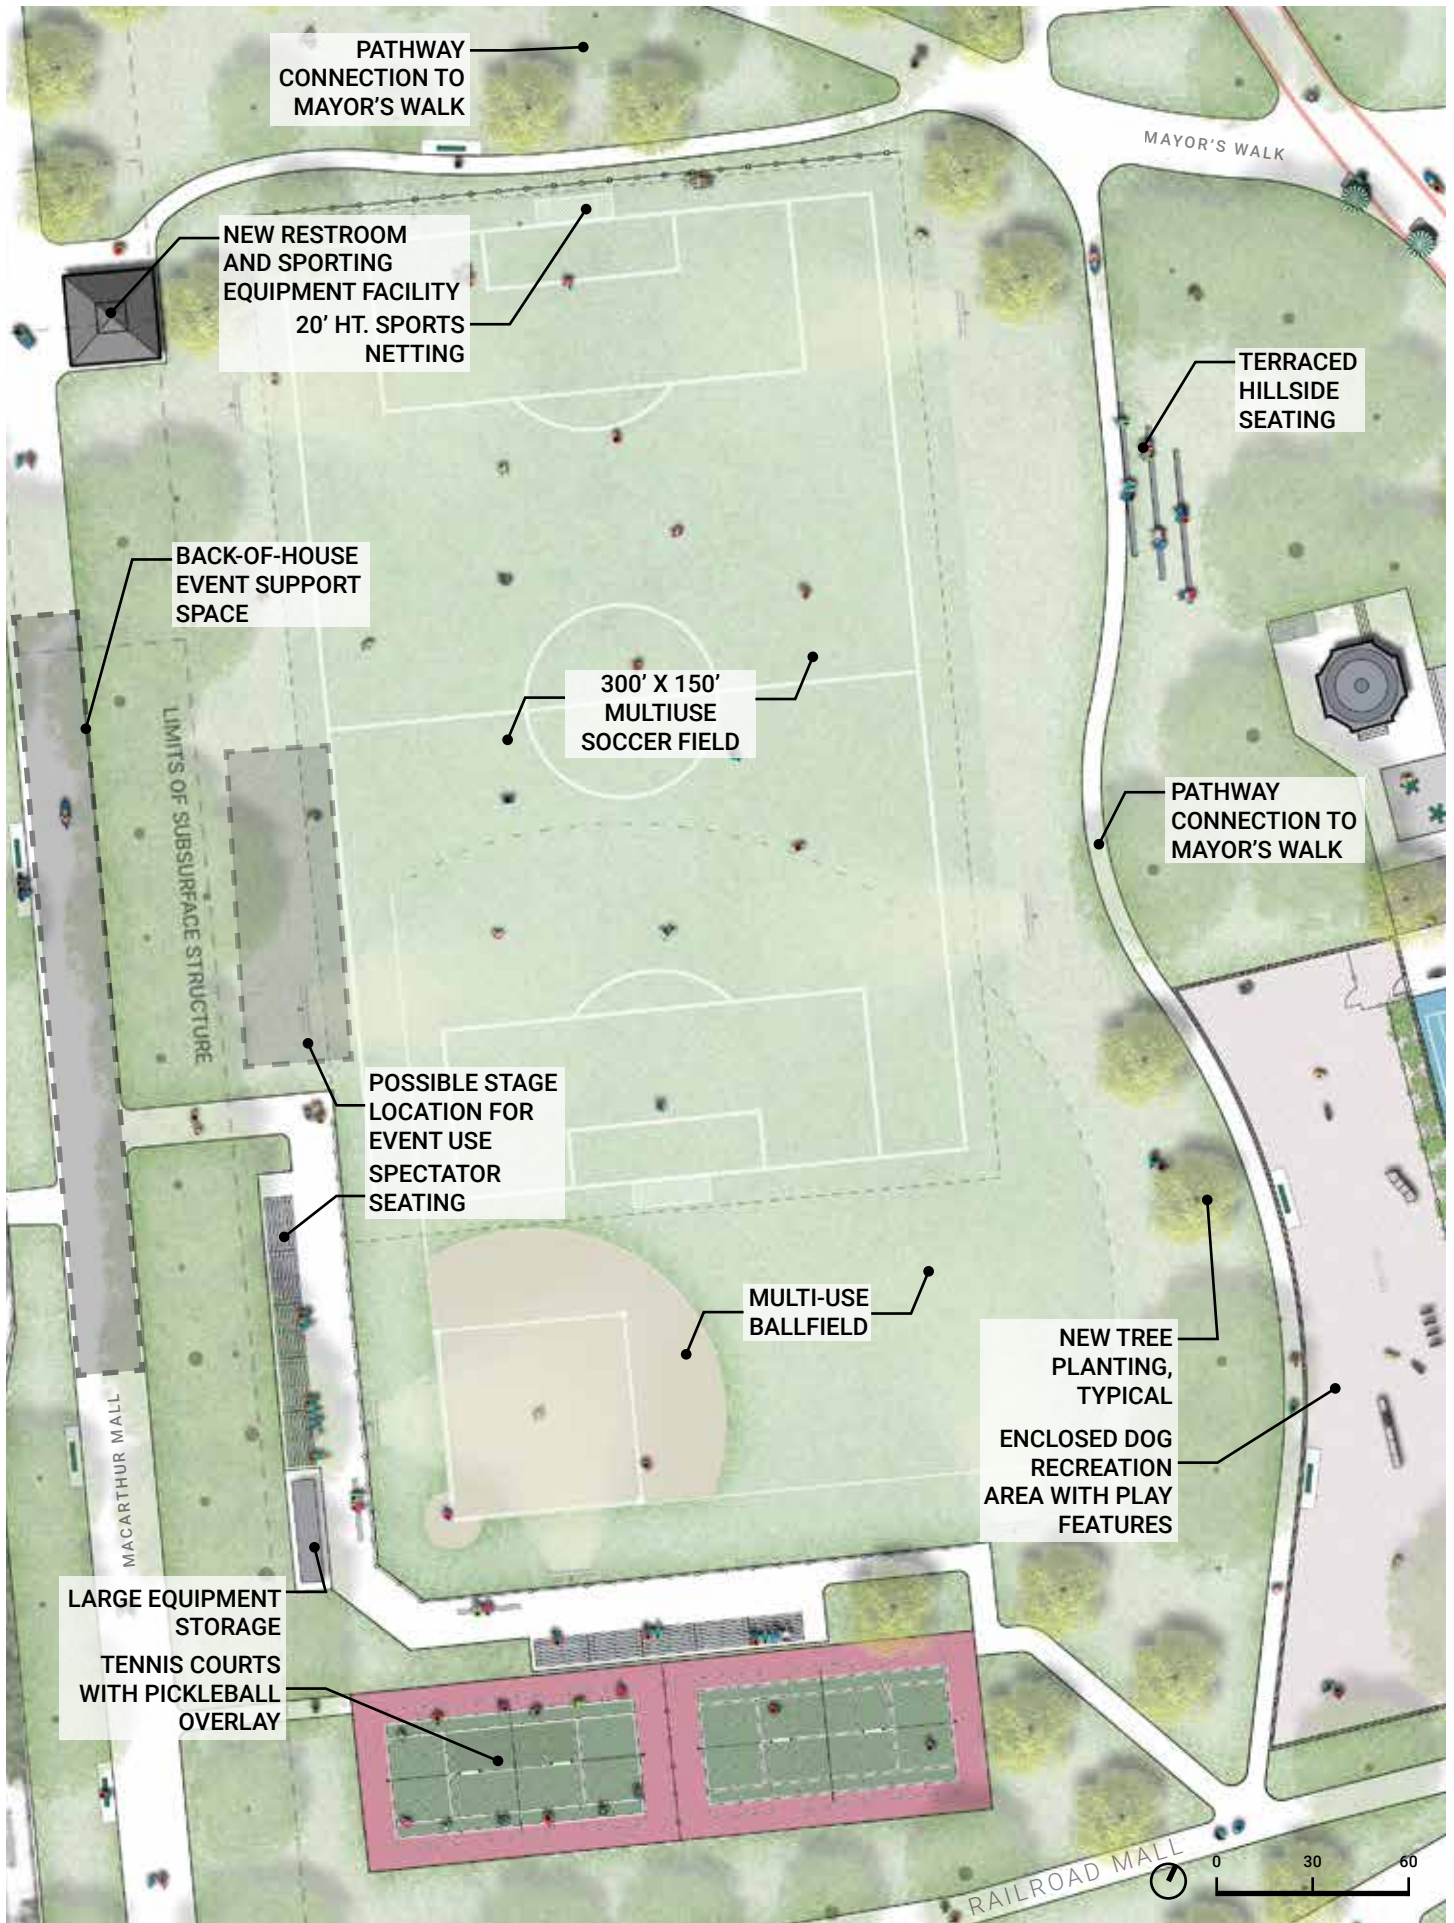 PATHWAY
CONNECTION TO
MAYOR’S WALK
MAYOR’S WALK
NEW RESTROOM
AND SPORTING
EQUIPMENT FACILITY
20’ HT. SPORTS
NETTING
TERRACED
HILLSIDE
SEATING
BACK-OF-HOUSE
EVENT SUPPORT
SPACE
300’ X 150’
MULTIUSE
SOCCER FIELD
LIMITS OF SUBSURFACE STRUCTURE
PATHWAY
CONNECTION TO
MAYOR’S WALK
POSSIBLE STAGE
LOCATION FOR
EVENT USE
SPECTATOR
SEATING
MULTI-USE
BALLFIELD
NEW TREE
PLANTING,
TYPICAL
ENCLOSED DOG
RECREATION
AREA WITH PLAY
FEATURES
MACARTHUR MALL
LARGE EQUIPMENT
STORAGE
TENNIS COURTS
WITH PICKLEBALL
OVERLAY
RAILROAD MALL
0 30 60